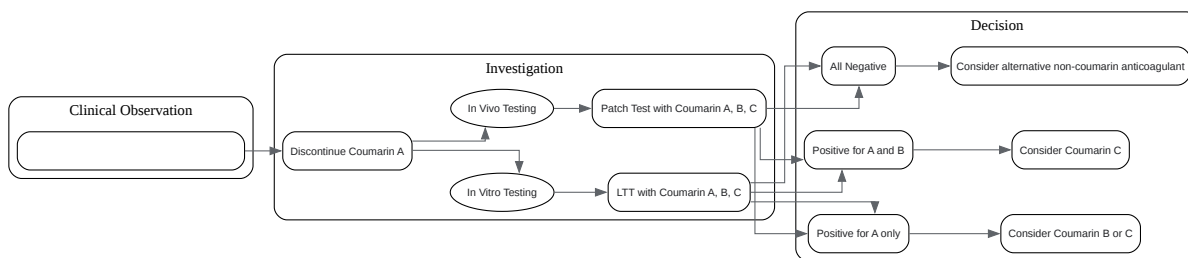 Clinical Observation
Investigation
Discontinue Coumarin A
In Vivo Testing
Patch Test with Coumarin A, B, C
In Vitro Testing
LTT with Coumarin A, B, C
Decision
All Negative
Consider alternative non-coumarin anticoagulant
Positive for A and B
Consider Coumarin C
Positive for A only
Consider Coumarin B or C